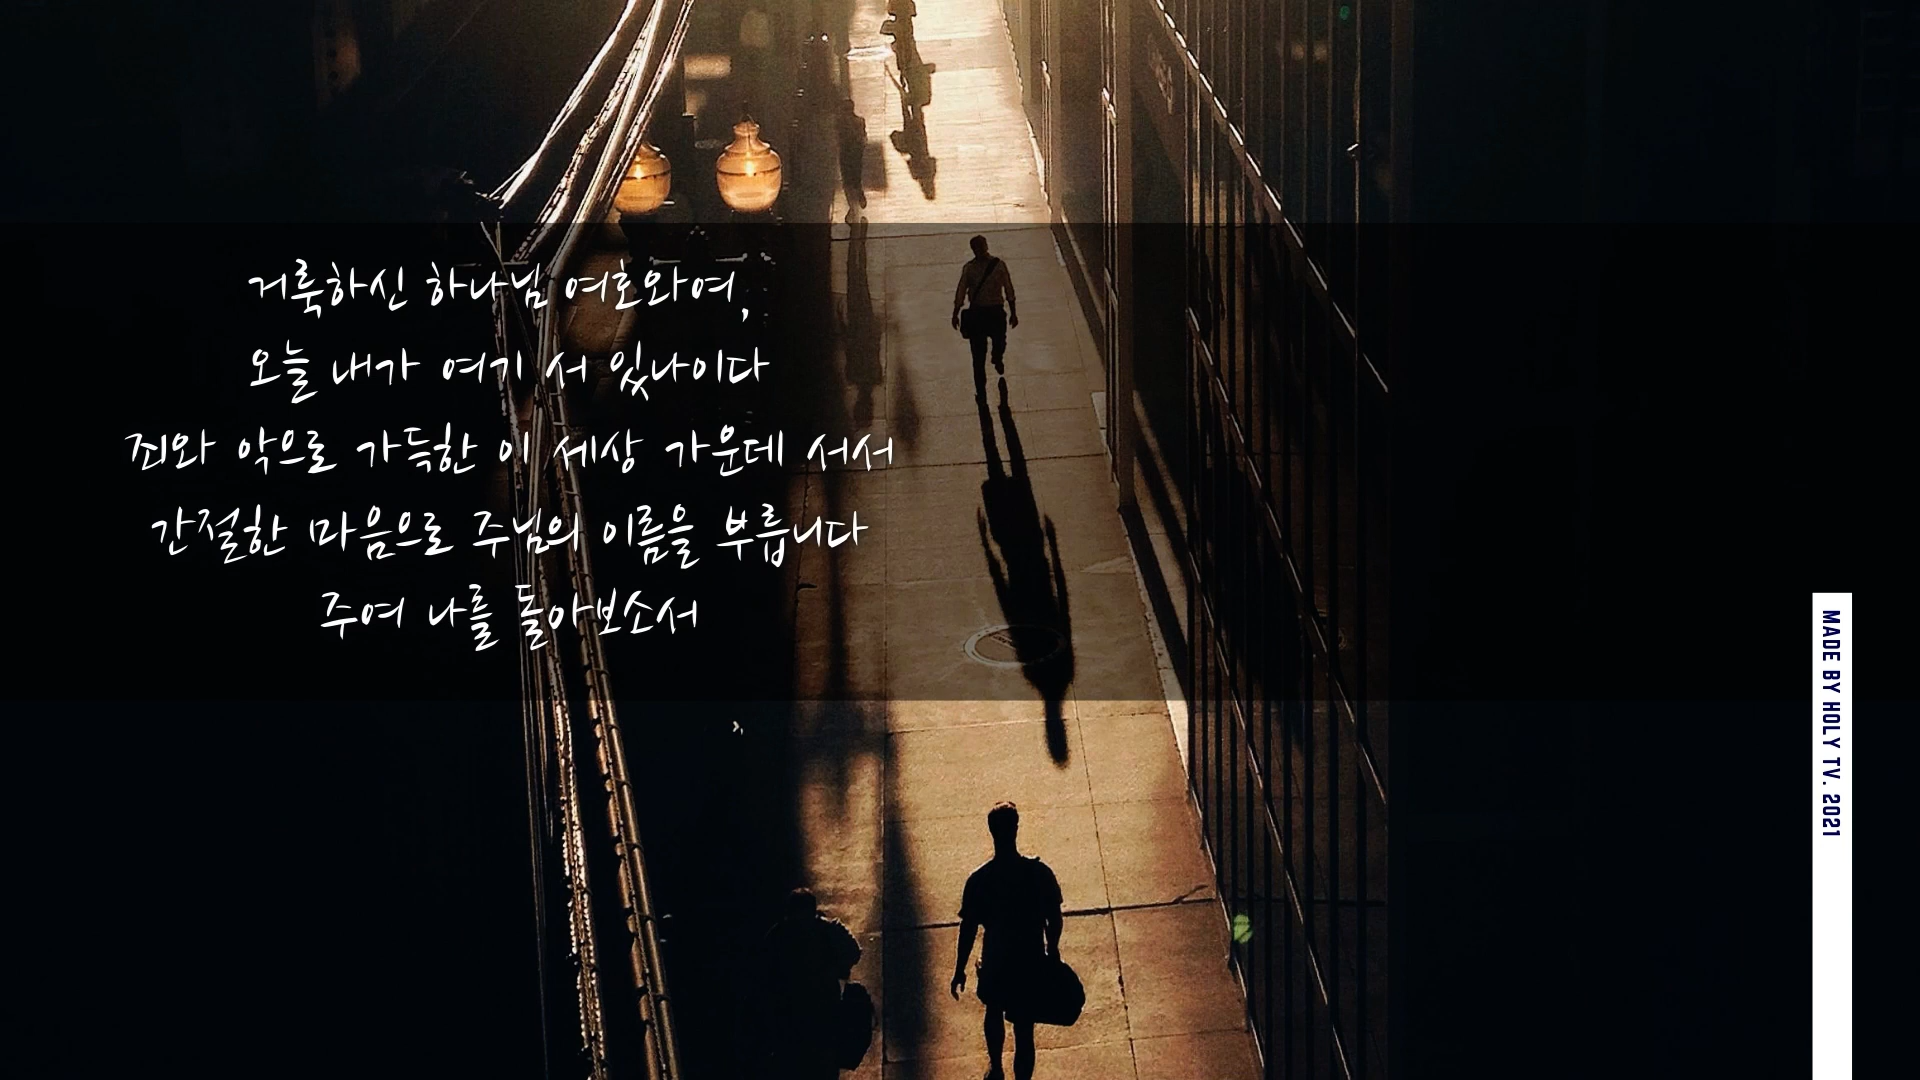 거룩하신 하나님 여호와여,
오늘 내가 여기 서 있나이다
죄와 악으로 가득한 이 세상 가운데 서서
간절한 마음으로 주님의 이름을 부릅니다
주여 나를 돌아보소서
MADE BY HOLY TV. 2021